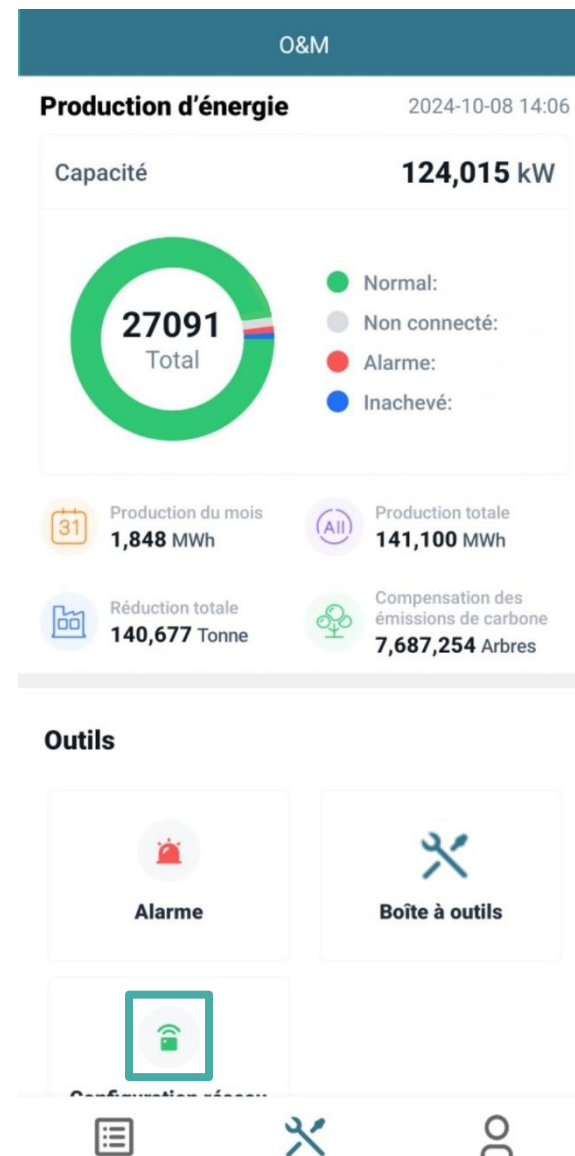 O&M
Production d’énergie 2024-10-08 14:06
Capacité 124,015 kW
27091
Total
Normal:
Non connecté:
Alarme:
Inachevé:
31
Production du mois
1,848 MWh
All
Production totale
141,100 MWh
Réduction totale
140,677 Tonne
Compensation des
émissions de carbone
7,687,254 Arbres
Outils
Alarme
Boîte à outils
Configuration réseau